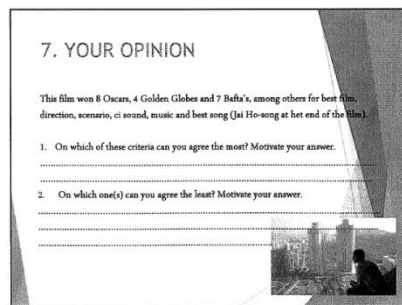 7. YOUR OPINION
This film won 8 Oscars, 4 Golden Globes and 7 Bafta's, among others for best film,
direction, scenario, ci sound, music and best song (Jai Ho-song at het end of the film).
1. On which of these criteria can you agree the most? Motivate your answer.
2. On which one(s) can you agree the least? Motivate your answer.